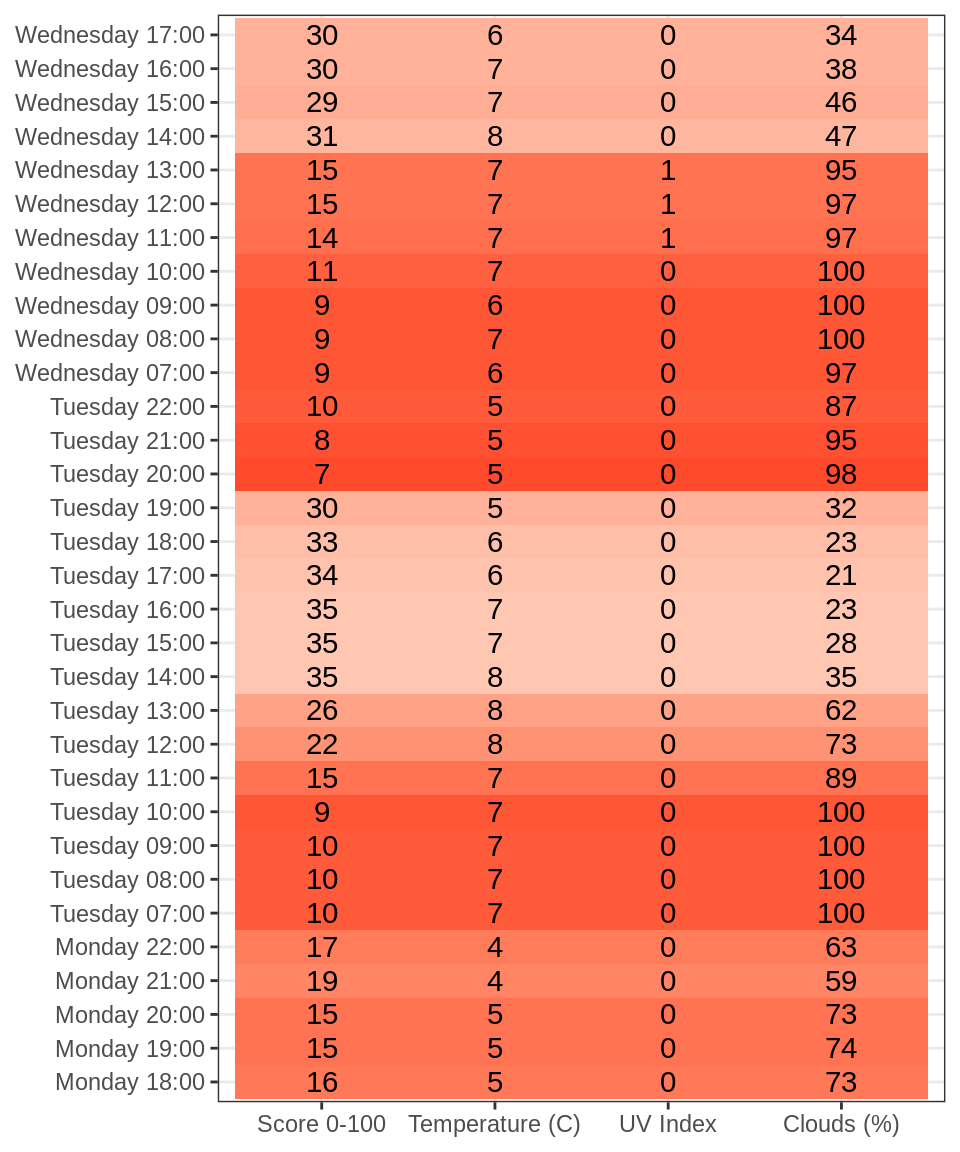 Wednesday 17:00 30 6 0 34
Wednesday 16:00 30 7 0 38
Wednesday 15:00 29 7 0 46
Wednesday 14:00 31 8 0 47
Wednesday 13:00 15 7 1 95
Wednesday 12:00 15 7 1 97
Wednesday 11:00 14 7 1 97
Wednesday 10:00 11 7 0 100
Wednesday 09:00 9 6 0 100
Wednesday 08:00 9 7 0 100
Wednesday 07:00 9 6 0 97
Tuesday 22:00 10 5 0 87
Tuesday 21:00 8 5 0 95
Tuesday 20:00 7 5 0 98
Tuesday 19:00 30 5 0 32
Tuesday 18:00 33 6 0 23
Tuesday 17:00 34 6 0 21
Tuesday 16:00 35 7 0 23
Tuesday 15:00 35 7 0 28
Tuesday 14:00 35 8 0 35
Tuesday 13:00 26 8 0 62
Tuesday 12:00 22 8 0 73
Tuesday 11:00 15 7 0 89
Tuesday 10:00 9 7 0 100
Tuesday 09:00 10 7 0 100
Tuesday 08:00 10 7 0 100
Tuesday 07:00 10 7 0 100
Monday 22:00 17 4 0 63
Monday 21:00 19 4 0 59
Monday 20:00 15 5 0 73
Monday 19:00 15 5 0 74
Monday 18:00 16 5 0 73
Score 0-100 Temperature (C) UV Index Clouds (%)